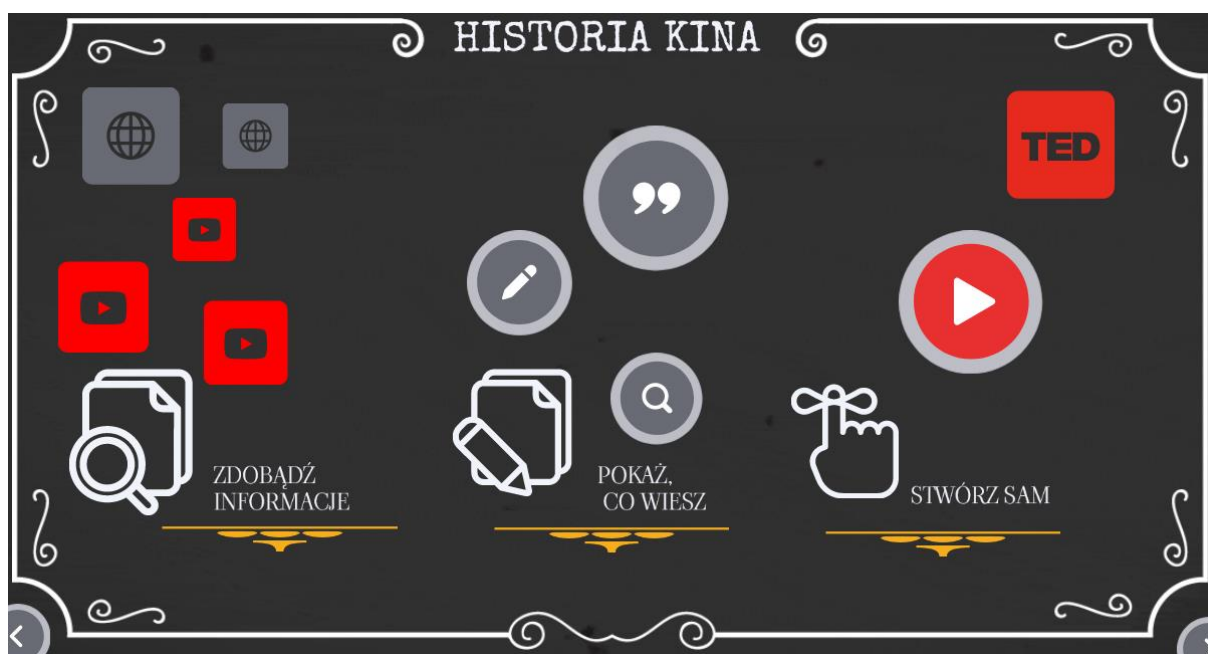 HISTORIA KINA
TED
ZDOBĄDŹ
INFORMACJE
POKAŻ,
CO WIESZ
STWÓRZ SAM